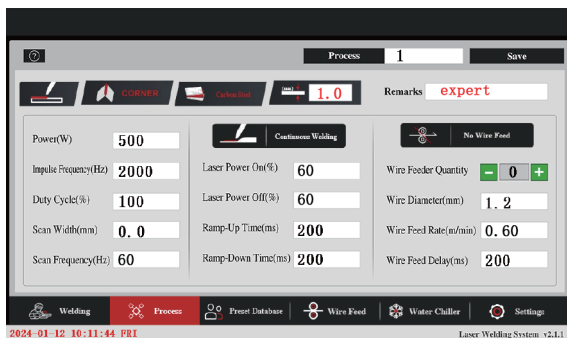 ?
Process 1 Save
CORNER Carbon Steel 1.0 Remarks expert
Continuous Welding No Wire Feed
Power(W) 500
Impulse Frequency(Hz) 2000 Laser Power On(%) 60 Wire Feeder Quantity - 0 +
Duty Cycle(%) 100 Laser Power Off(%) 60 Wire Diameter(mm) 1.2
Scan Width(mm) 0.0 Ramp-Up Time(ms) 200 Wire Feed Rate(m/min) 0.60
Scan Frequency(Hz) 60 Ramp-Down Time(ms) 200 Wire Feed Delay(ms) 200
Welding Process Preset Database Wire Feed Water Chiller Settings
2024-01-12 10:11:44 FRI Laser Welding System v2.1.1